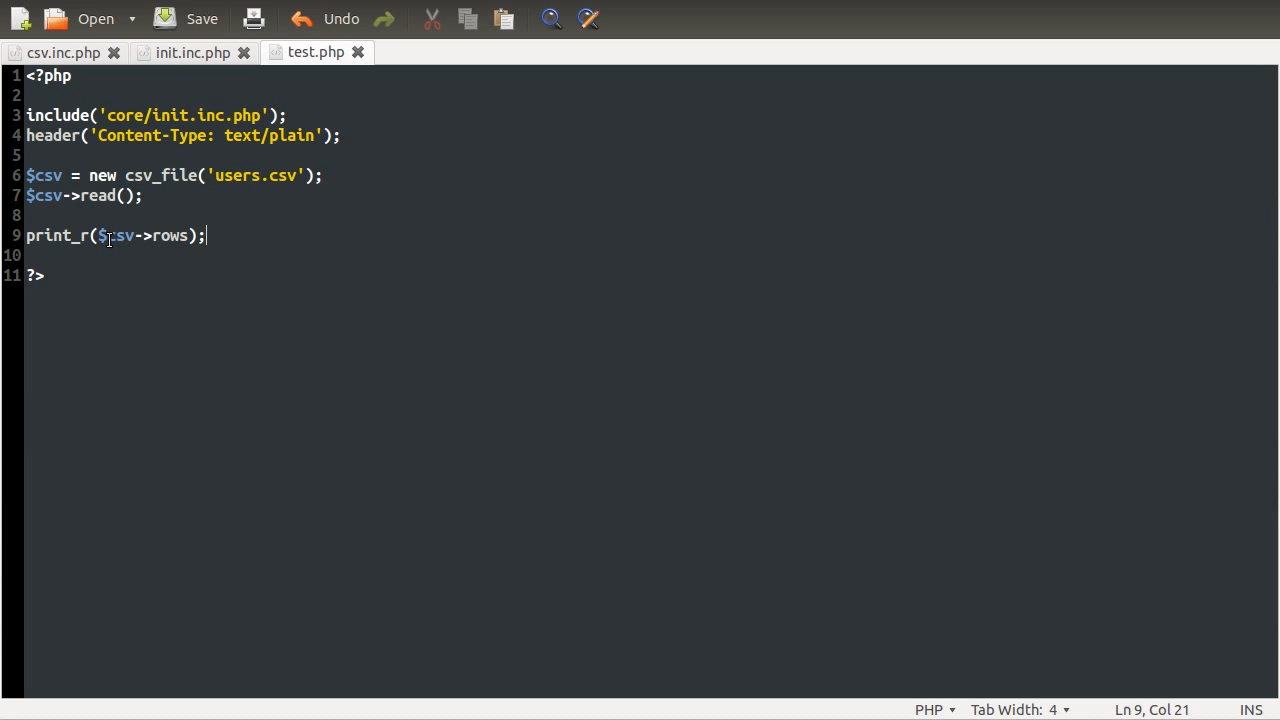 Open Save Undo
csv.inc.php init.inc.php test.php
1 <?php
2
3 include('core/init.inc.php');
4 header('Content-Type: text/plain');
5
6 $csv = new csv_file('users.csv');
7 $csv->read();
8
9 print_r($csv->rows);
10
11 ?>
PHP Tab Width: 4 Ln 9, Col 21 INS